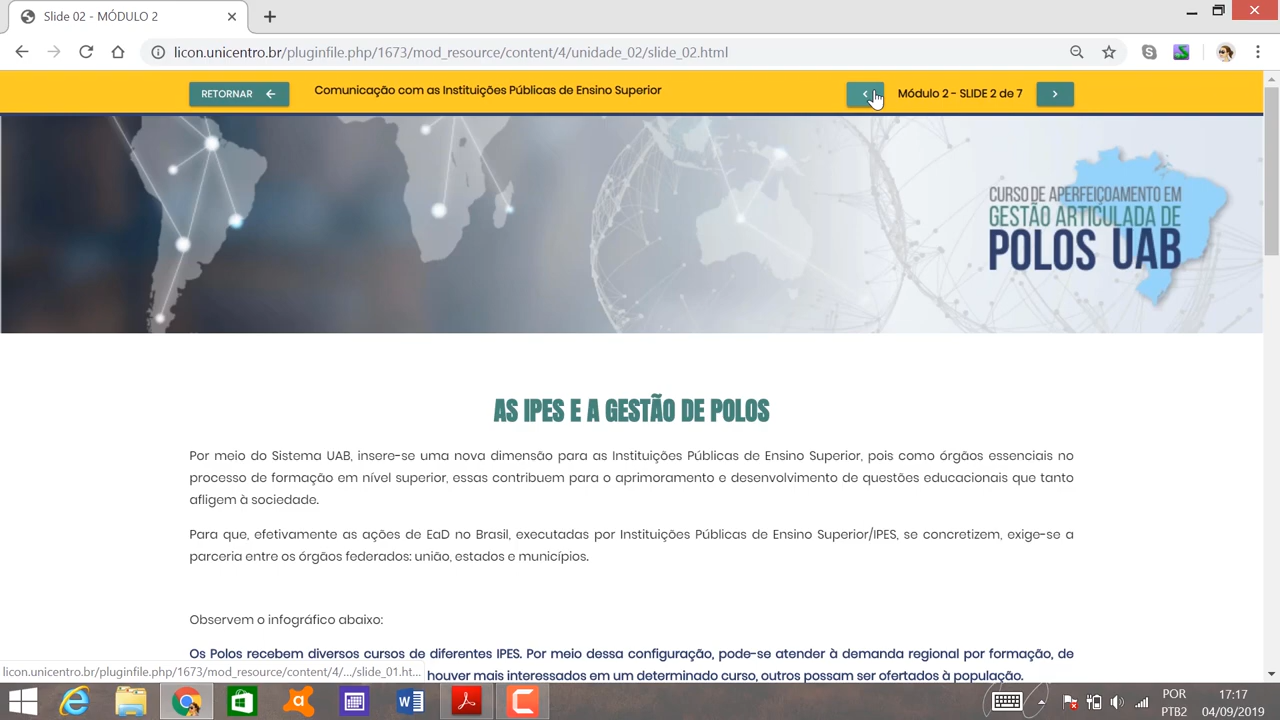 Slide 02 - MÓDULO 2
licon.unicentro.br/pluginfile.php/1673/mod_resource/content/4/unidade_02/slide_02.html
RETORNAR
Comunicação com as Instituições Públicas de Ensino Superior
Módulo 2 - SLIDE 2 de 7
CURSO DE APERFEIÇOAMENTO EM
GESTÃO ARTICULADA DE
POLOS UAB
AS IPES E A GESTÃO DE POLOS
Por meio do Sistema UAB, insere-se uma nova dimensão para as Instituições Públicas de Ensino Superior, pois como órgãos essenciais no
processo de formação em nível superior, essas contribuem para o aprimoramento e desenvolvimento de questões educacionais que tanto
afligem à sociedade.
Para que, efetivamente as ações de EaD no Brasil, executadas por Instituições Públicas de Ensino Superior/IPES, se concretizem, exige-se a
parceria entre os órgãos federados: união, estados e municípios.
Observem o infográfico abaixo:
Os Polos recebem diversos cursos de diferentes IPES. Por meio dessa configuração, pode-se atender à demanda regional por formação, de
houver mais interessados em um determinado curso, outros possam ser ofertados à população.
licon.unicentro.br/pluginfile.php/1673/mod_resource/content/4/.../slide_01.ht...
POR
PTB2
17:17
04/09/2019